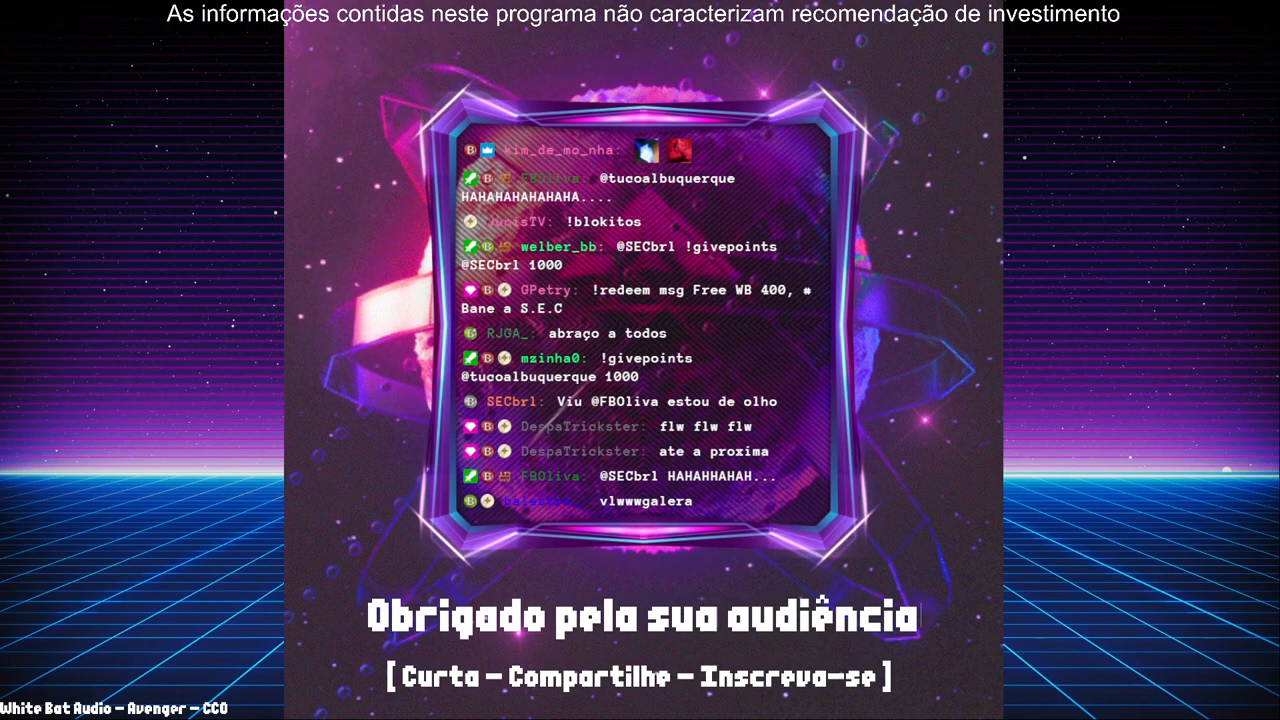 As informações contidas neste programa não caracterizam recomendação de investimento
kim_de_mo_nha:
FBOliva: @tucoalbuquerque
HAHAHAHAHAHAHA....
!blokitos
welber_bb: @SECbrl !givepoints
@SECbrl 1000
GPetry: !redeem msg Free WB 400, #
Bane a S.E.C
RJGA_: abraço a todos
mzinha0: !givepoints
@tucoalbuquerque 1000
SECbrl: Viu @FBOliva estou de olho
DespaTrickster: flw flw flw
DespaTrickster: ate a proxima
FBOliva: @SECbrl HAHAHHAHAH...
vlwwwgalera
Obrigado pela sua audiência
[ Curta - Compartilhe - Inscreva-se ]
White Bat Audio - Avenger - CCO